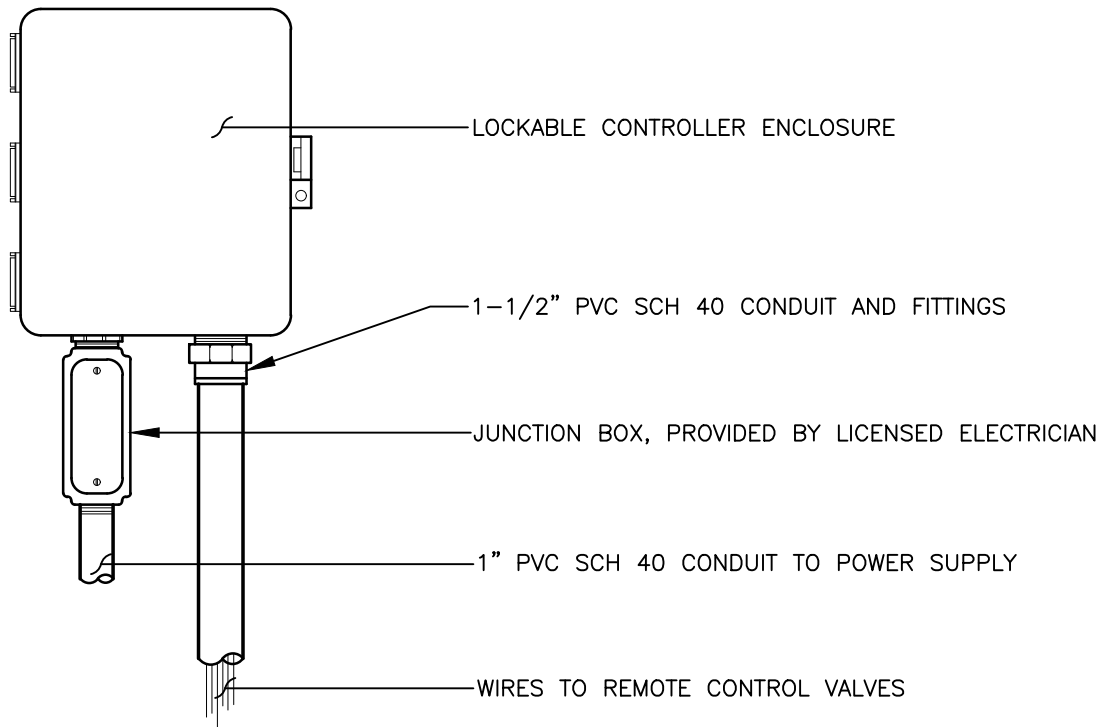 LOCKABLE CONTROLLER ENCLOSURE
1-1/2” PVC SCH 40 CONDUIT AND FITTINGS
JUNCTION BOX, PROVIDED BY LICENSED ELECTRICIAN
1” PVC SCH 40 CONDUIT TO POWER SUPPLY
WIRES TO REMOTE CONTROL VALVES